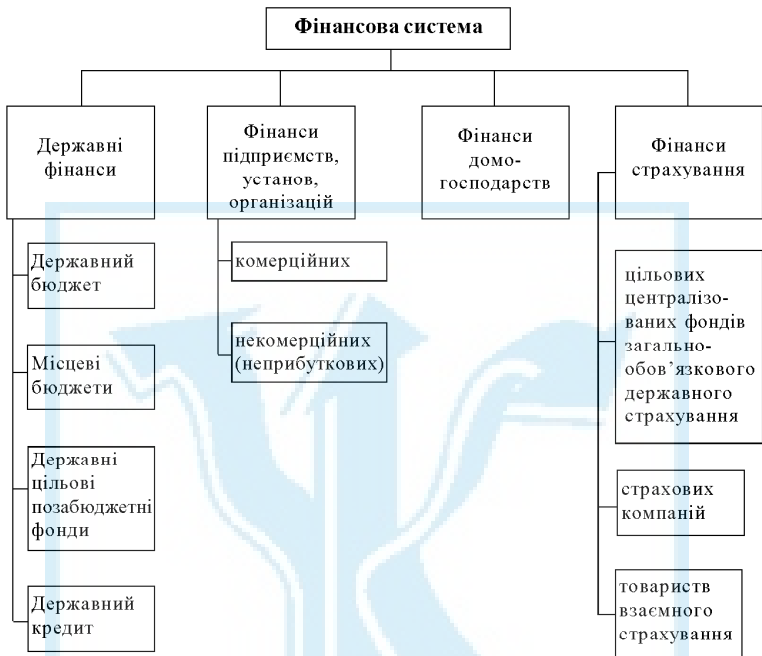 Фінансова система
Державні
фінанси
Фінанси
підприємств,
установ,
організацій
Фінанси
домо-
господарств
Фінанси
страхування
Державний
бюджет
Місцеві
бюджети
Державні
цільові
позабюджетні
фонди
Державний
кредит
комерційних
некомерційних
(неприбуткових)
цільових
централізо-
ваних фондів
загально-
обов’язкового
державного
страхування
страхових
компаній
товариств
взаємного
страхування